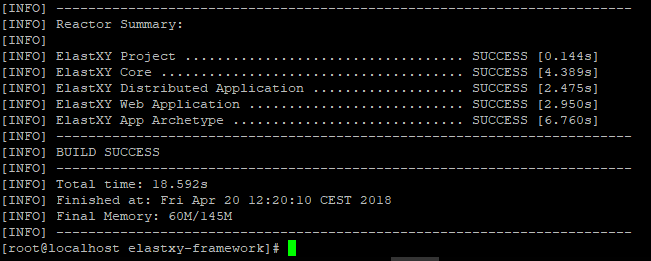 [INFO] ------------------------------------------------------------------------
[INFO] Reactor Summary:
[INFO]
[INFO] ElastXY Project ................................... SUCCESS [0.144s]
[INFO] ElastXY Core ...................................... SUCCESS [4.389s]
[INFO] ElastXY Distributed Application ................... SUCCESS [2.475s]
[INFO] ElastXY Web Application ........................... SUCCESS [2.950s]
[INFO] ElastXY App Archetype ............................. SUCCESS [6.760s]
[INFO] ------------------------------------------------------------------------
[INFO] BUILD SUCCESS
[INFO] ------------------------------------------------------------------------
[INFO] Total time: 18.592s
[INFO] Finished at: Fri Apr 20 12:20:10 CEST 2018
[INFO] Final Memory: 60M/145M
[INFO] ------------------------------------------------------------------------
[root@localhost elastxy-framework]#